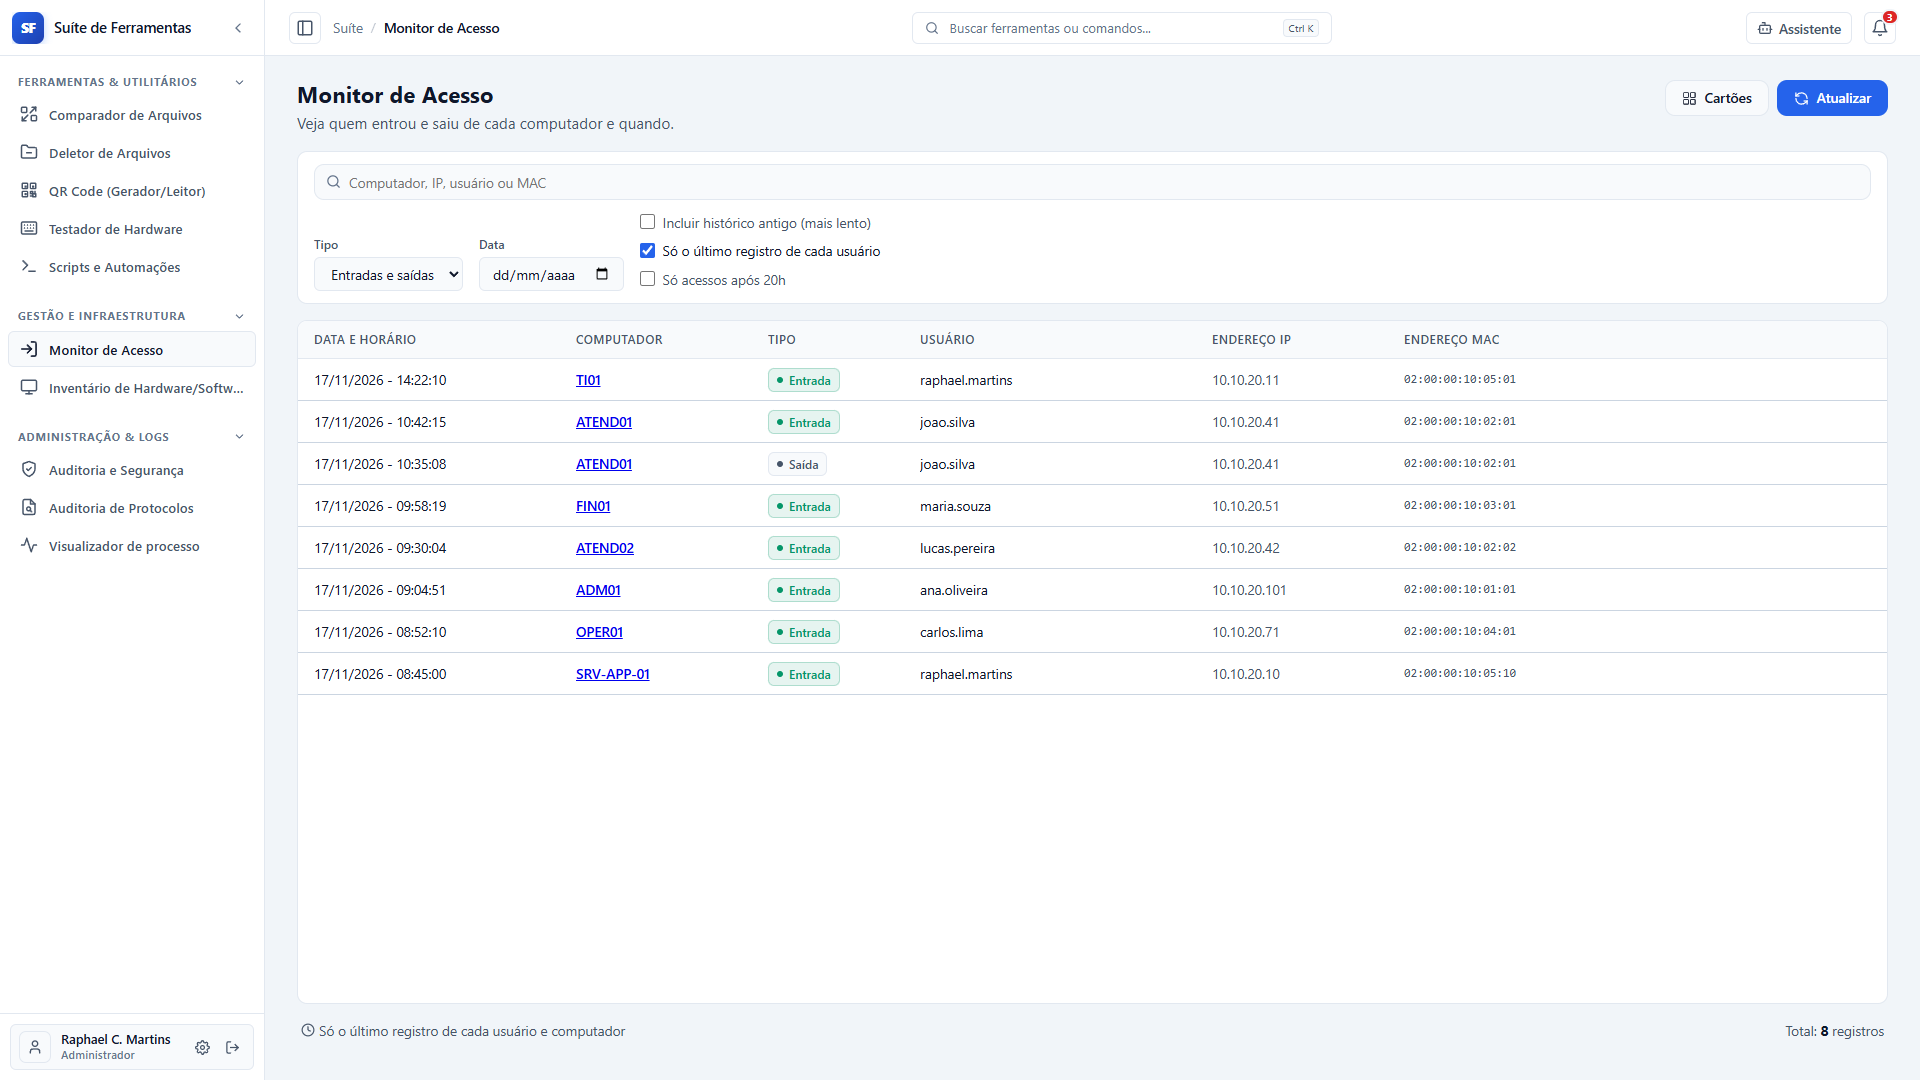 SF Suíte de Ferramentas
FERRAMENTAS & UTILITÁRIOS
Comparador de Arquivos
Deletor de Arquivos
QR Code (Gerador/Leitor)
Testador de Hardware
Scripts e Automações
GESTÃO E INFRAESTRUTURA
Monitor de Acesso
Inventário de Hardware/Softw...
ADMINISTRAÇÃO & LOGS
Auditoria e Segurança
Auditoria de Protocolos
Visualizador de processo
Raphael C. Martins
Administrador
Suíte / Monitor de Acesso
Buscar ferramentas ou comandos... Ctrl K
Assistente
3
Monitor de Acesso
Veja quem entrou e saiu de cada computador e quando.
Cartões
Atualizar
Computador, IP, usuário ou MAC
Tipo
Entradas e saídas
Data
dd/mm/aaaa
Incluir histórico antigo (mais lento)
Só o último registro de cada usuário
Só acessos após 20h
DATA E HORÁRIO COMPUTADOR TIPO USUÁRIO ENDEREÇO IP ENDEREÇO MAC
17/11/2026 - 14:22:10 TI01 Entrada raphael.martins 10.10.20.11 02:00:00:10:05:01
17/11/2026 - 10:42:15 ATEND01 Entrada joao.silva 10.10.20.41 02:00:00:10:02:01
17/11/2026 - 10:35:08 ATEND01 Saída joao.silva 10.10.20.41 02:00:00:10:02:01
17/11/2026 - 09:58:19 FIN01 Entrada maria.souza 10.10.20.51 02:00:00:10:03:01
17/11/2026 - 09:30:04 ATEND02 Entrada lucas.pereira 10.10.20.42 02:00:00:10:02:02
17/11/2026 - 09:04:51 ADM01 Entrada ana.oliveira 10.10.20.101 02:00:00:10:01:01
17/11/2026 - 08:52:10 OPER01 Entrada carlos.lima 10.10.20.71 02:00:00:10:04:01
17/11/2026 - 08:45:00 SRV-APP-01 Entrada raphael.martins 10.10.20.10 02:00:00:10:05:10
Só o último registro de cada usuário e computador
Total: 8 registros